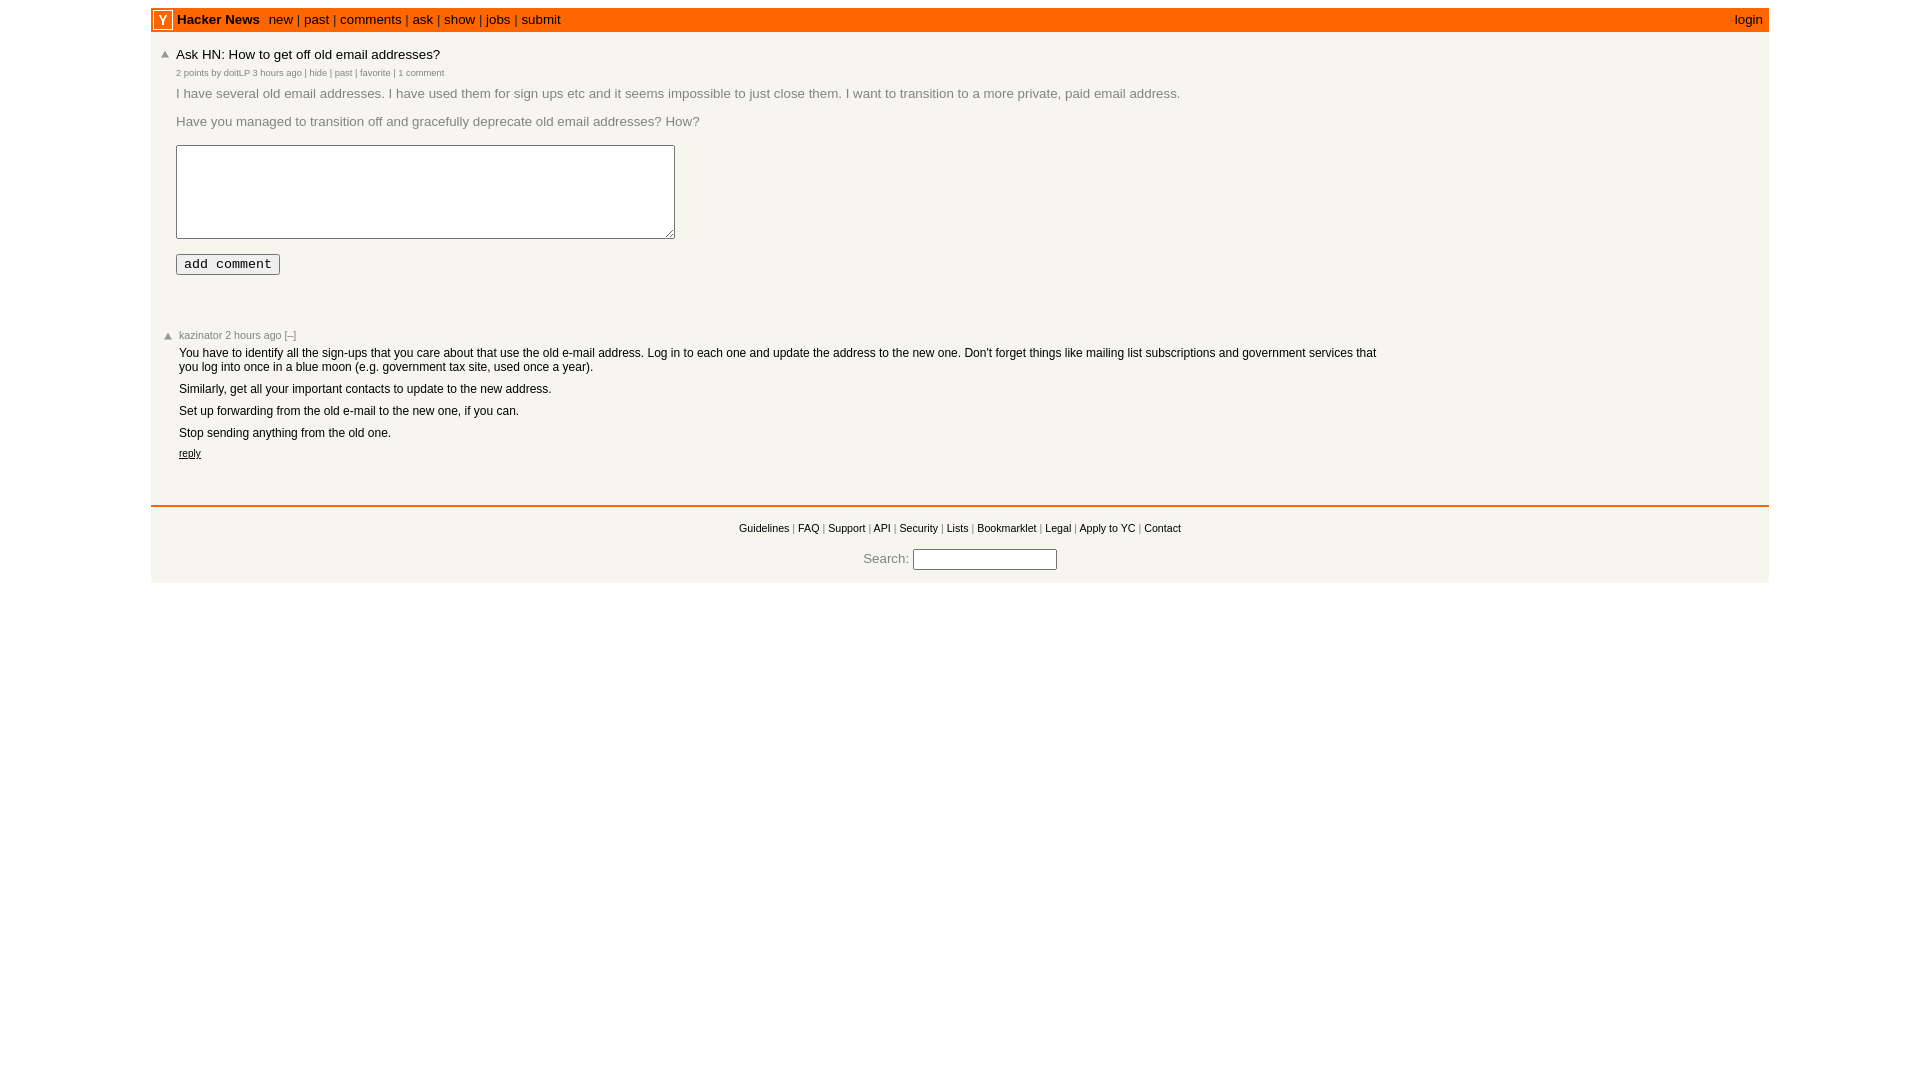 Y Hacker News new | past | comments | ask | show | jobs | submit login
Ask HN: How to get off old email addresses?
2 points by doitLP 3 hours ago | hide | past | favorite | 1 comment
I have several old email addresses. I have used them for sign ups etc and it seems impossible to just close them. I want to transition to a more private, paid email address.
Have you managed to transition off and gracefully deprecate old email addresses? How?
add comment
kazinator 2 hours ago [–]
You have to identify all the sign-ups that you care about that use the old e-mail address. Log in to each one and update the address to the new one. Don't forget things like mailing list subscriptions and government services that
you log into once in a blue moon (e.g. government tax site, used once a year).
Similarly, get all your important contacts to update to the new address.
Set up forwarding from the old e-mail to the new one, if you can.
Stop sending anything from the old one.
reply
Guidelines | FAQ | Support | API | Security | Lists | Bookmarklet | Legal | Apply to YC | Contact
Search: